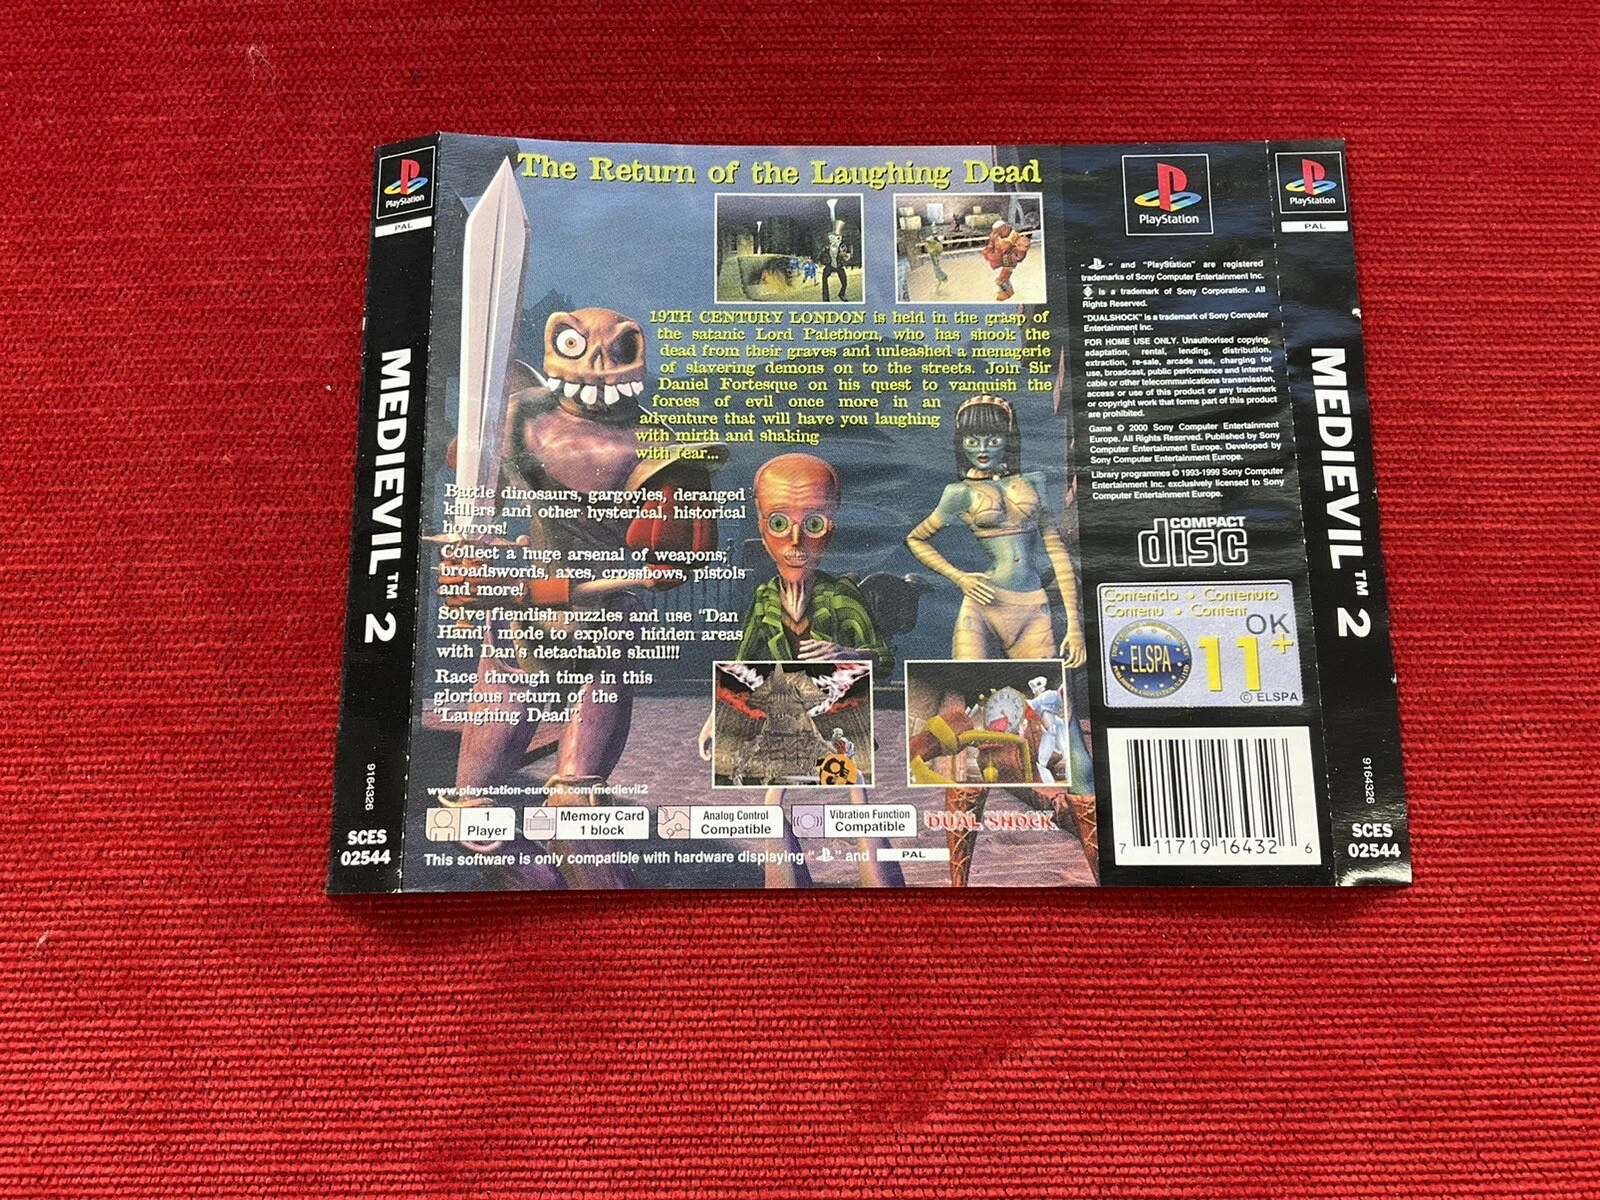 PlayStation
PAL
MEDIEVIL™ 2
9164326
SCES
02544
The Return of the Laughing Dead
19TH CENTURY LONDON is held in the grasp of
the satanic Lord Palethorn, who has shook the
dead from their graves and unleashed a menagerie
of slavering demons on to the streets. Join Sir
Daniel Fortesque on his quest to vanquish the
forces of evil once more in an
adventure that will have you laughing
with mirth and shaking
with fear...
Battle dinosaurs, gargoyles, deranged
killers and other hysterical, historical
horrors!
Collect a huge arsenal of weapons;
broadswords, axes, crossbows, pistols
and more!
Solve fiendish puzzles and use "Dan
Hand" mode to explore hidden areas
with Dan's detachable skull!!!
Race through time in this
glorious return of the
"Laughing Dead".
www.playstation-europe.com/medievil2
1
Player
Memory Card
1 block
Analog Control
Compatible
Vibration Function
Compatible
DUAL SHOCK
This software is only compatible with hardware displaying " " and PAL
PlayStation
" " and "PlayStation" are registered
trademarks of Sony Computer Entertainment Inc.
is a trademark of Sony Corporation. All
Rights Reserved.
"DUALSHOCK" is a trademark of Sony Computer
Entertainment Inc.
FOR HOME USE ONLY. Unauthorised copying,
adaptation, rental, lending, distribution,
extraction, re-sale, arcade use, charging for
use, broadcast, public performance and internet,
cable or other telecommunications transmission,
access or use of this product or any trademark
or copyright work that forms part of this product
are prohibited.
Game © 2000 Sony Computer Entertainment
Europe. All Rights Reserved. Published by Sony
Computer Entertainment Europe. Developed by
Sony Computer Entertainment Europe.
Library programmes © 1993-1999 Sony Computer
Entertainment Inc. exclusively licensed to Sony
Computer Entertainment Europe.
COMPACT
disc
Contenido • Contenuto
Contenu • Content
OK
ELSPA
11+
© ELSPA
7 11719 16432 6
PlayStation
PAL
MEDIEVIL™ 2
9164326
SCES
02544